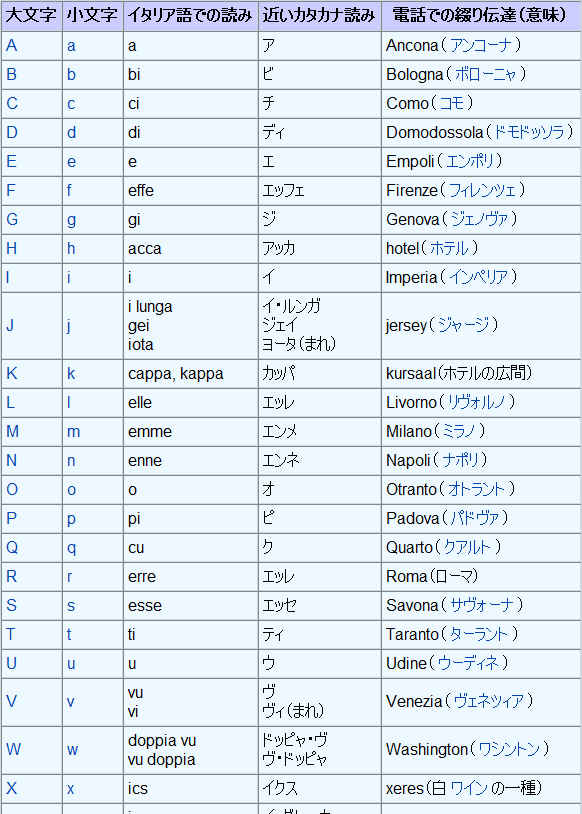 大文字 小文字 イタリア語での読み 近いカタカナ読み 電話での綴り伝達(意味)
A a a ア Ancona(アンコーナ)
B b bi ビ Bologna(ボローニャ)
C c ci チ Como(コモ)
D d di ディ Domodossola(ドモドッソラ)
E e e エ Empoli(エンポリ)
F f effe エッフェ Firenze(フィレンツェ)
G g gi ジ Genova(ジェノヴァ)
H h acca アッカ hotel(ホテル)
I i i イ Imperia(インペリア)
J j i lunga イ・ルンガ jersey(ジャージ)
gei ジェイ
iota ヨータ(まれ)
K k cappa, kappa カッパ kursaal(ホテルの広間)
L l elle エッレ Livorno(リヴォルノ)
M m emme エンメ Milano(ミラノ)
N n enne エンネ Napoli(ナポリ)
O o o オ Otranto(オトラント)
P p pi ピ Padova(パドヴァ)
Q q cu ク Quarto(クアルト)
R r erre エッレ Roma(ローマ)
S s esse エッセ Savona(サヴォーナ)
T t ti ティ Taranto(ターラント)
U u u ウ Udine(ウーディネ)
V v vu ヴ Venezia(ヴェネツィア)
vi ヴィ(まれ)
W w doppia vu ドッピャ・ヴ Washington(ワシントン)
vu doppia ヴ・ドッピャ
X x ics イクス xeres(白ワインの一種)